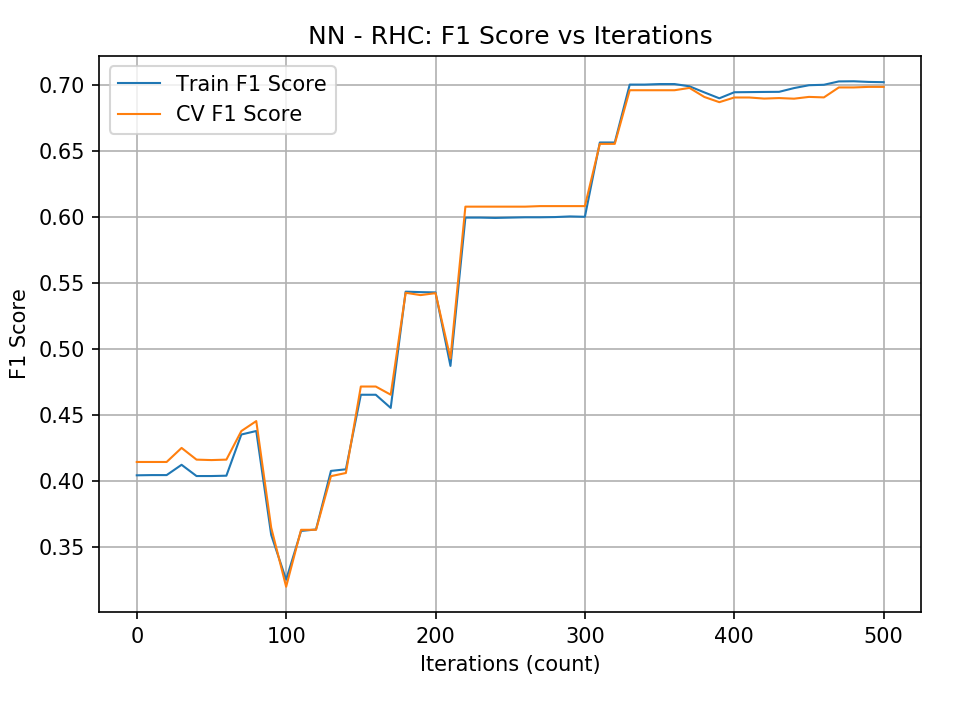 NN - RHC: F1 Score vs Iterations
Train F1 Score
CV F1 Score
F1 Score
0.70
0.65
0.60
0.55
0.50
0.45
0.40
0.35
0 100 200 300 400 500
Iterations (count)